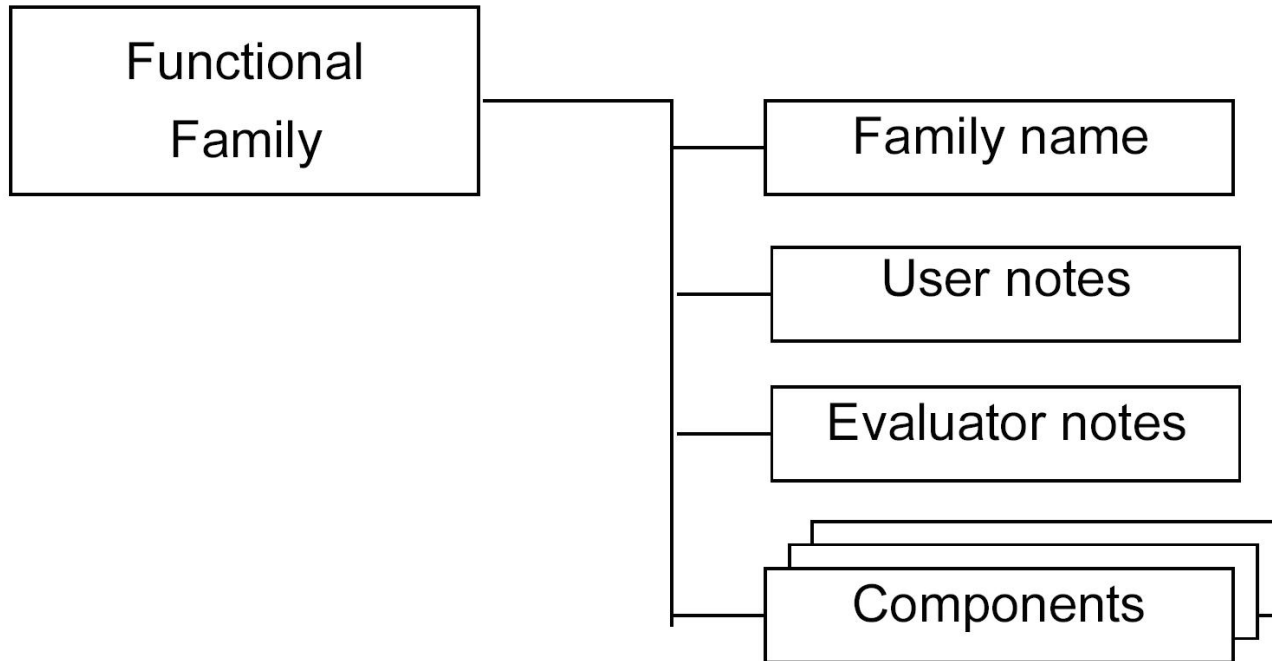 Functional
Family
Family name
User notes
Evaluator notes
Components